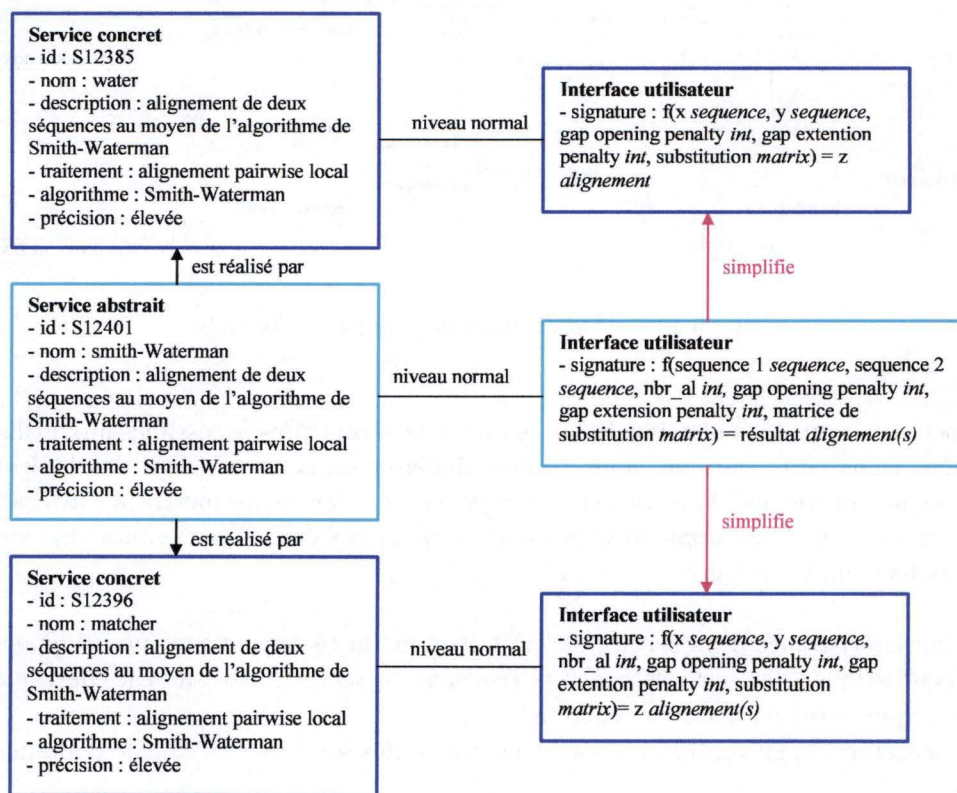 Service concret
- id : S12385
- nom : water
- description : alignement de deux
séquences au moyen de l'algorithme de
Smith-Waterman
- traitement : alignement pairwise local
- algorithme : Smith-Waterman
- précision : élevée
niveau normal
Interface utilisateur
- signature : f(x sequence, y sequence,
gap opening penalty int, gap extention
penalty int, substitution matrix) = z
alignement
est réalisé par
simplifie
Service abstrait
- id : S12401
- nom : smith-Waterman
- description : alignement de deux
séquences au moyen de l'algorithme de
Smith-Waterman
- traitement : alignement pairwise local
- algorithme : Smith-Waterman
- précision : élevée
niveau normal
Interface utilisateur
- signature : f(sequence 1 sequence, sequence 2
sequence, nbr_al int, gap opening penalty int,
gap extension penalty int, matrice de
substitution matrix) = résultat alignement(s)
est réalisé par
simplifie
Service concret
- id : S12396
- nom : matcher
- description : alignement de deux
séquences au moyen de l'algorithme de
Smith-Waterman
- traitement : alignement pairwise local
- algorithme : Smith-Waterman
- précision : élevée
niveau normal
Interface utilisateur
- signature : f(x sequence, y sequence,
nbr_al int, gap opening penalty int, gap
extention penalty int, substitution
matrix)= z alignement(s)